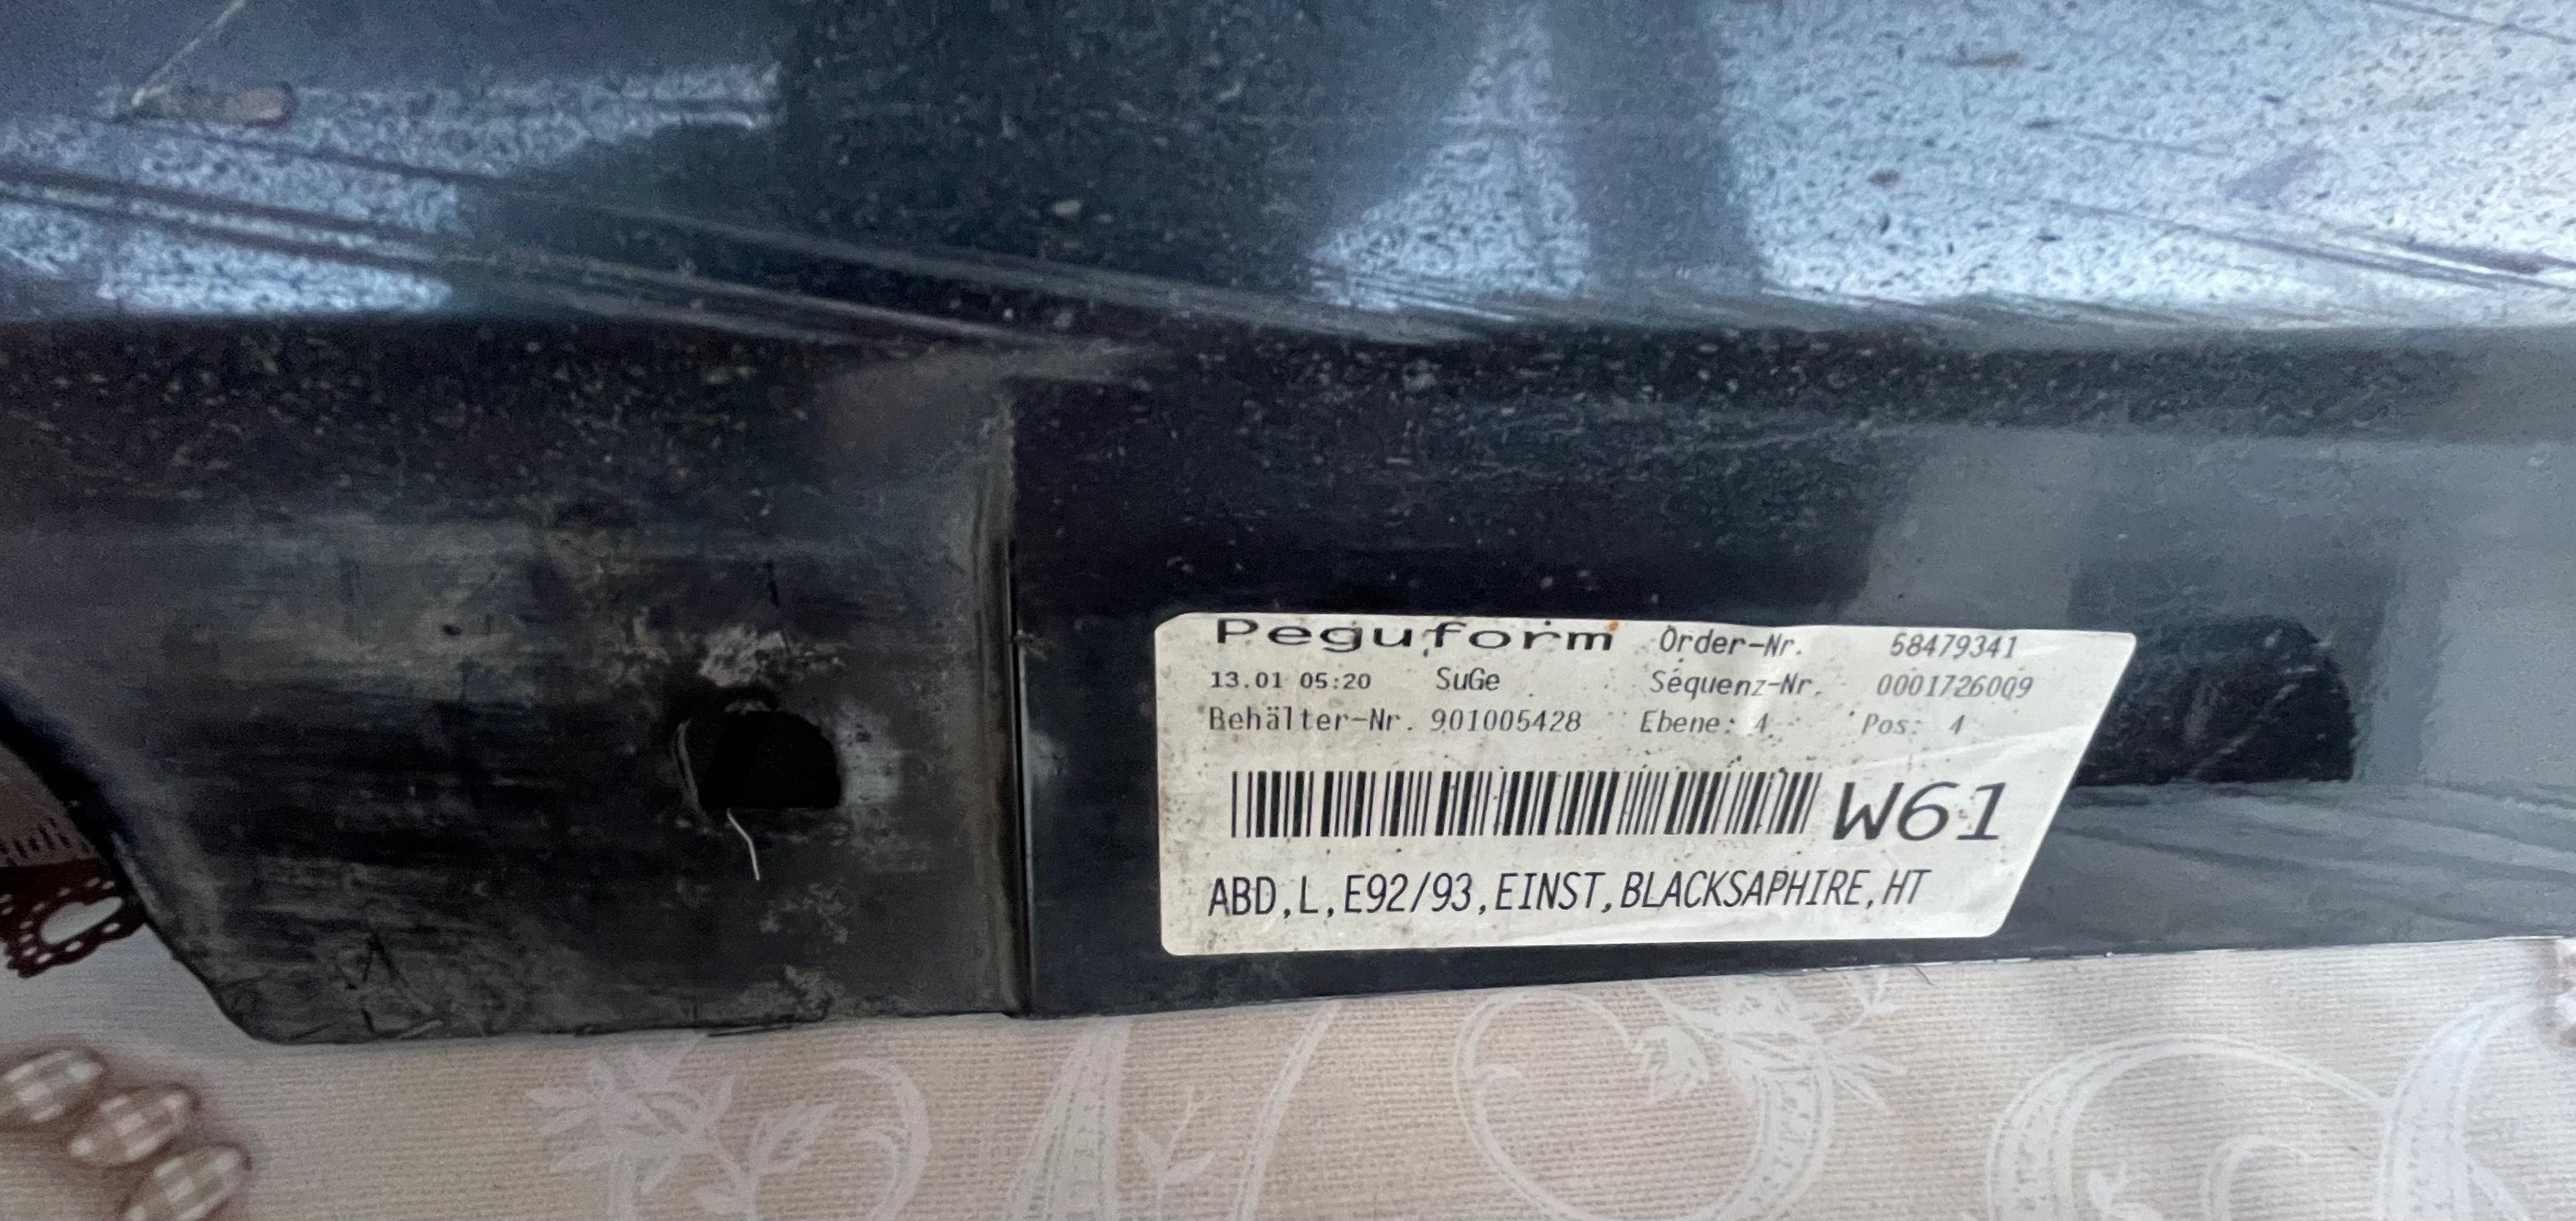 Peguform Order-Nr. 58479341
13.01 05:20 SuGe Sequenz-Nr. 0001726009
Behälter-Nr. 901005428 Ebene: 4 Pos: 4
W61
ABD,L,E92/93,EINST,BLACKSAPHIRE,HT